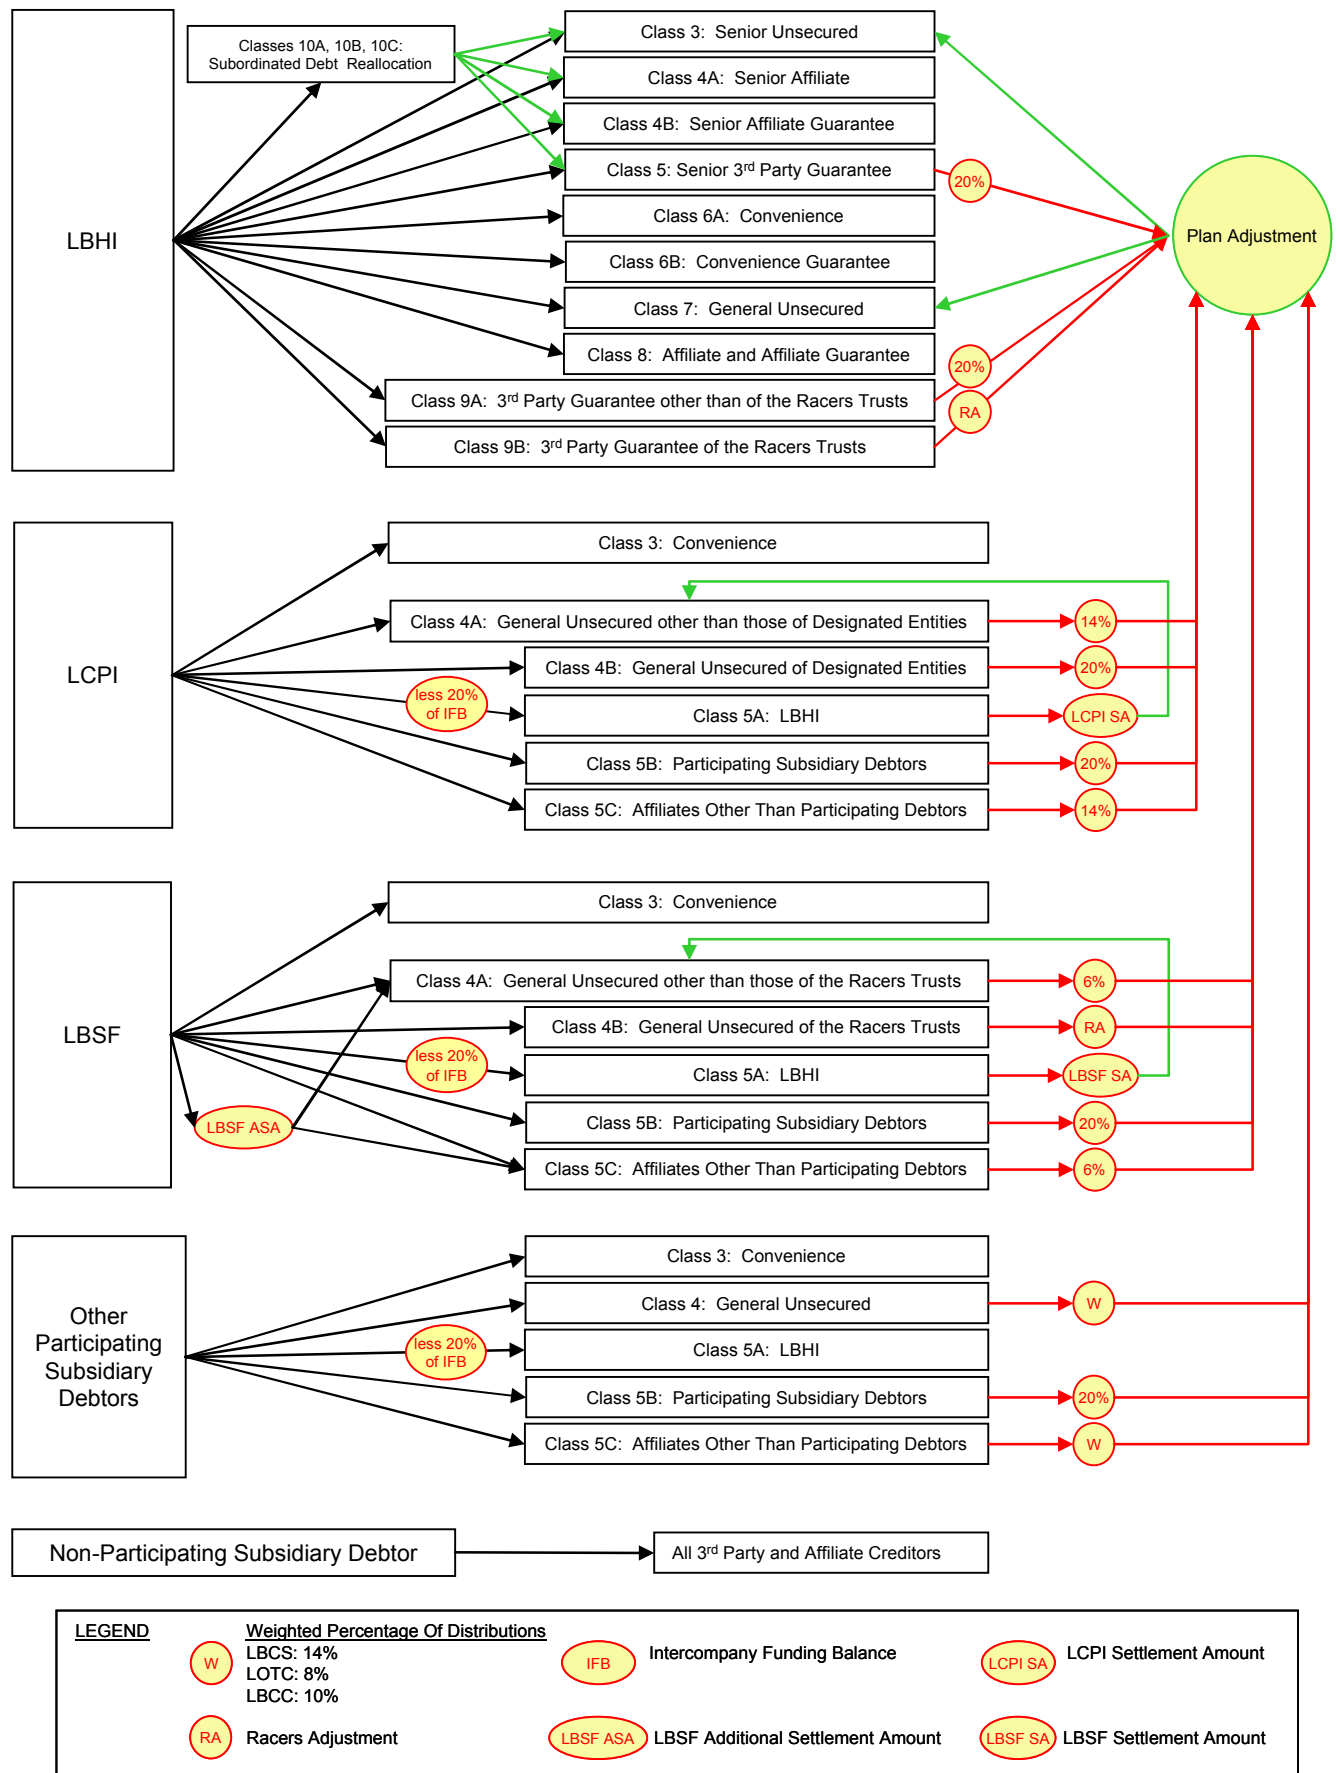 LBHI
Classes 10A, 10B, 10C:
Subordinated Debt Reallocation
Class 3: Senior Unsecured
Class 4A: Senior Affiliate
Class 4B: Senior Affiliate Guarantee
Class 5: Senior 3rd Party Guarantee
20%
Class 6A: Convenience
Class 6B: Convenience Guarantee
Class 7: General Unsecured
Class 8: Affiliate and Affiliate Guarantee
20%
Class 9A: 3rd Party Guarantee other than of the Racers Trusts
RA
Class 9B: 3rd Party Guarantee of the Racers Trusts
Plan Adjustment
LCPI
Class 3: Convenience
Class 4A: General Unsecured other than those of Designated Entities
14%
Class 4B: General Unsecured of Designated Entities
20%
less 20%
of IFB
Class 5A: LBHI
LCPI SA
Class 5B: Participating Subsidiary Debtors
20%
Class 5C: Affiliates Other Than Participating Debtors
14%
LBSF
Class 3: Convenience
Class 4A: General Unsecured other than those of the Racers Trusts
6%
Class 4B: General Unsecured of the Racers Trusts
RA
less 20%
of IFB
Class 5A: LBHI
LBSF SA
LBSF ASA
Class 5B: Participating Subsidiary Debtors
20%
Class 5C: Affiliates Other Than Participating Debtors
6%
Other
Participating
Subsidiary
Debtors
Class 3: Convenience
Class 4: General Unsecured
W
less 20%
of IFB
Class 5A: LBHI
Class 5B: Participating Subsidiary Debtors
20%
Class 5C: Affiliates Other Than Participating Debtors
W
Non-Participating Subsidiary Debtor
All 3rd Party and Affiliate Creditors
LEGEND
W
Weighted Percentage Of Distributions
LBCS: 14%
LOTC: 8%
LBCC: 10%
IFB
Intercompany Funding Balance
LCPI SA
LCPI Settlement Amount
RA
Racers Adjustment
LBSF ASA
LBSF Additional Settlement Amount
LBSF SA
LBSF Settlement Amount